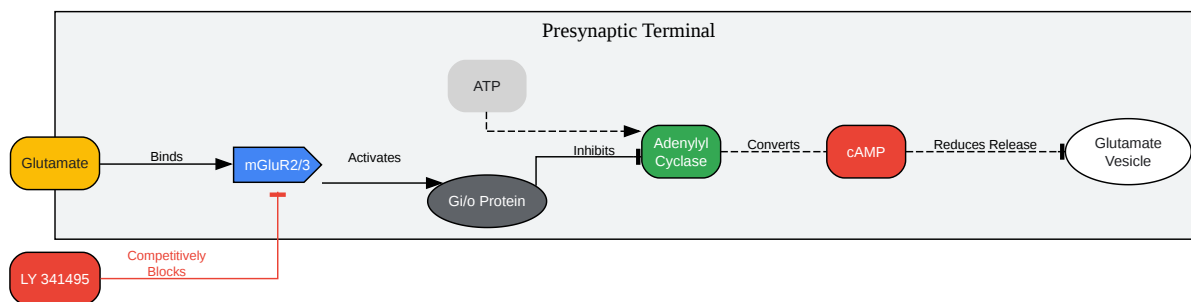 Presynaptic Terminal
ATP
Glutamate
Binds
mGluR2/3
Activates
Gi/o Protein
Inhibits
Adenylyl
Cyclase
Converts
cAMP
Reduces Release
Glutamate
Vesicle
LY 341495
Competitively
Blocks